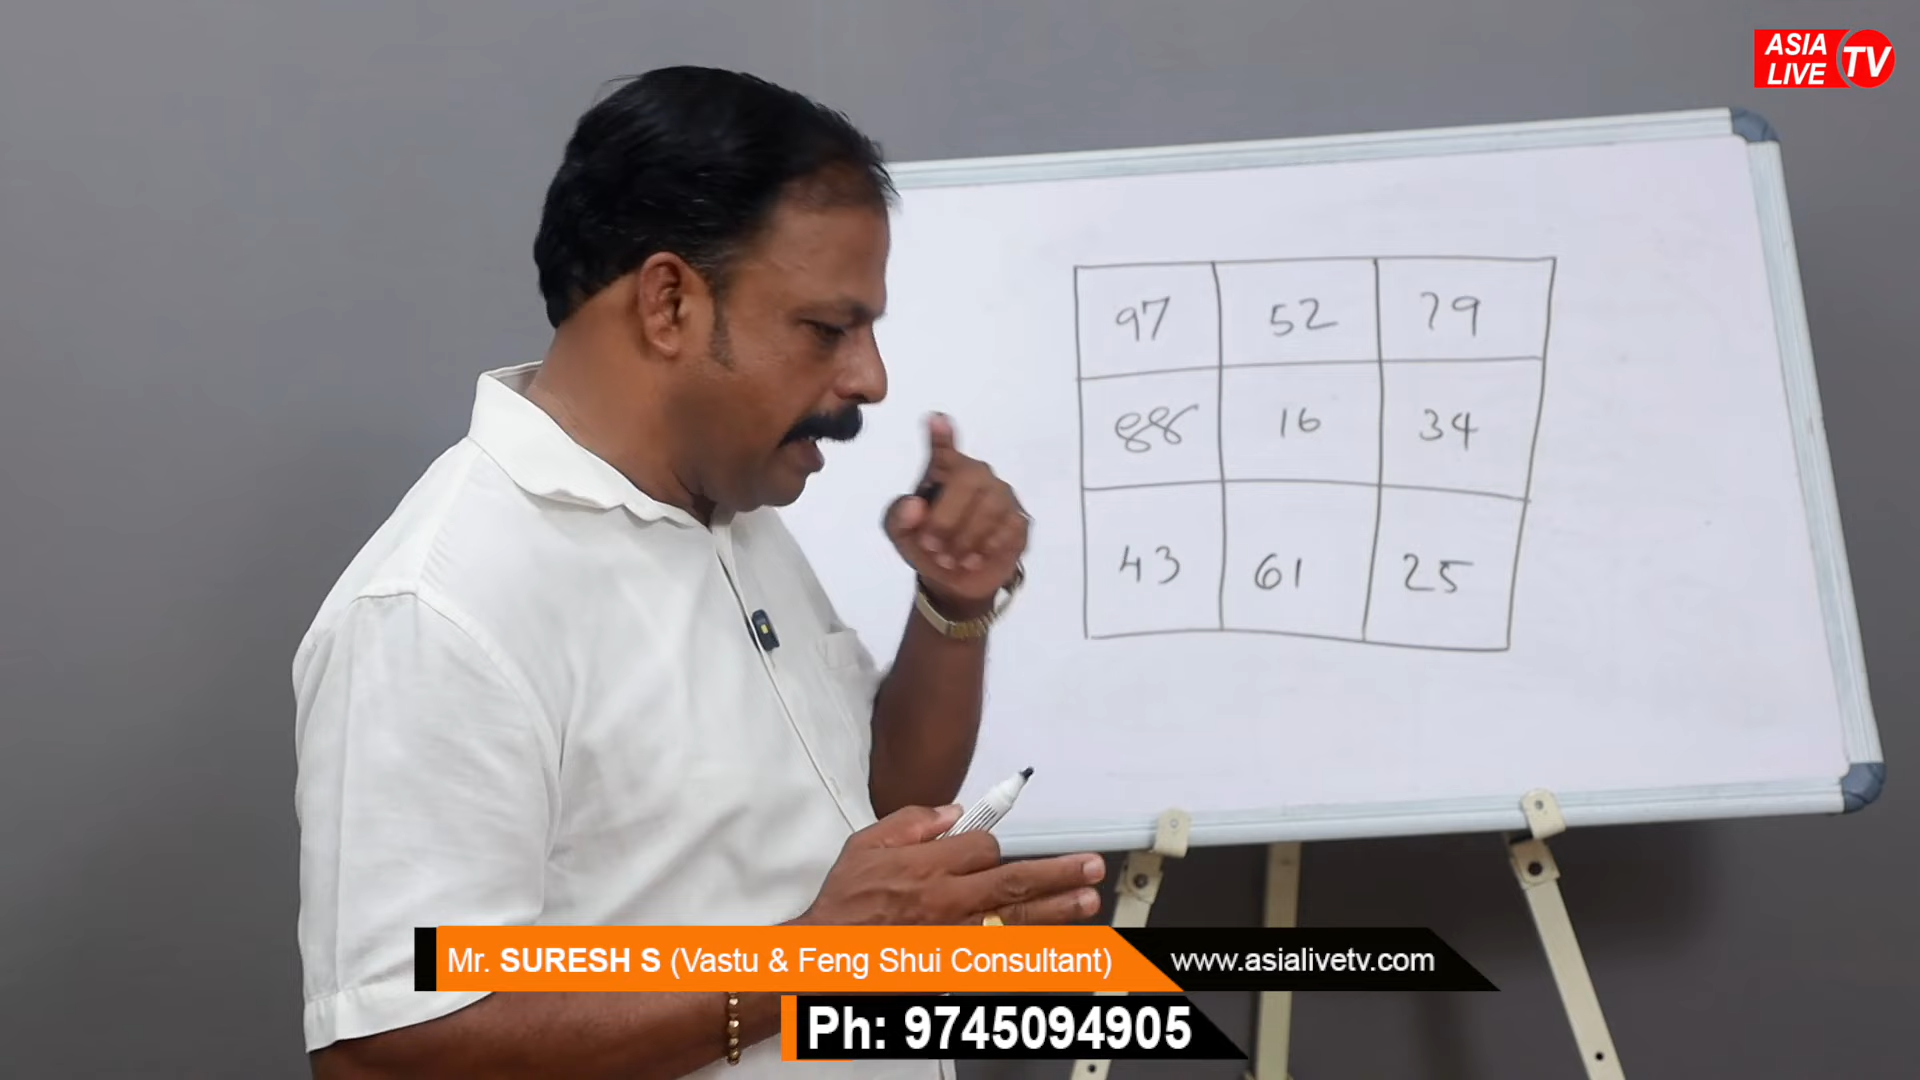 ASIA
LIVE
TV
97 52 79
88 16 34
43 61 25
Mr. SURESH S (Vastu & Feng Shui Consultant) www.asialivetv.com
Ph: 9745094905